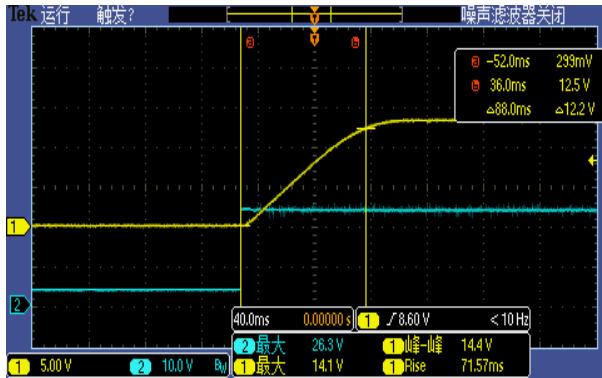 Tek 运行 触发? 噪声滤波器关闭
a -52.0ms 299mV
b 36.0ms 12.5 V
△88.0ms △12.2 V
1
2
40.0ms 0.00000 s 1 8.60 V < 10 Hz
2 最大 26.3 V 1 峰-峰 14.4 V
1 5.00 V 2 10.0 V BW 1 最大 14.1 V 1 Rise 71.57ms